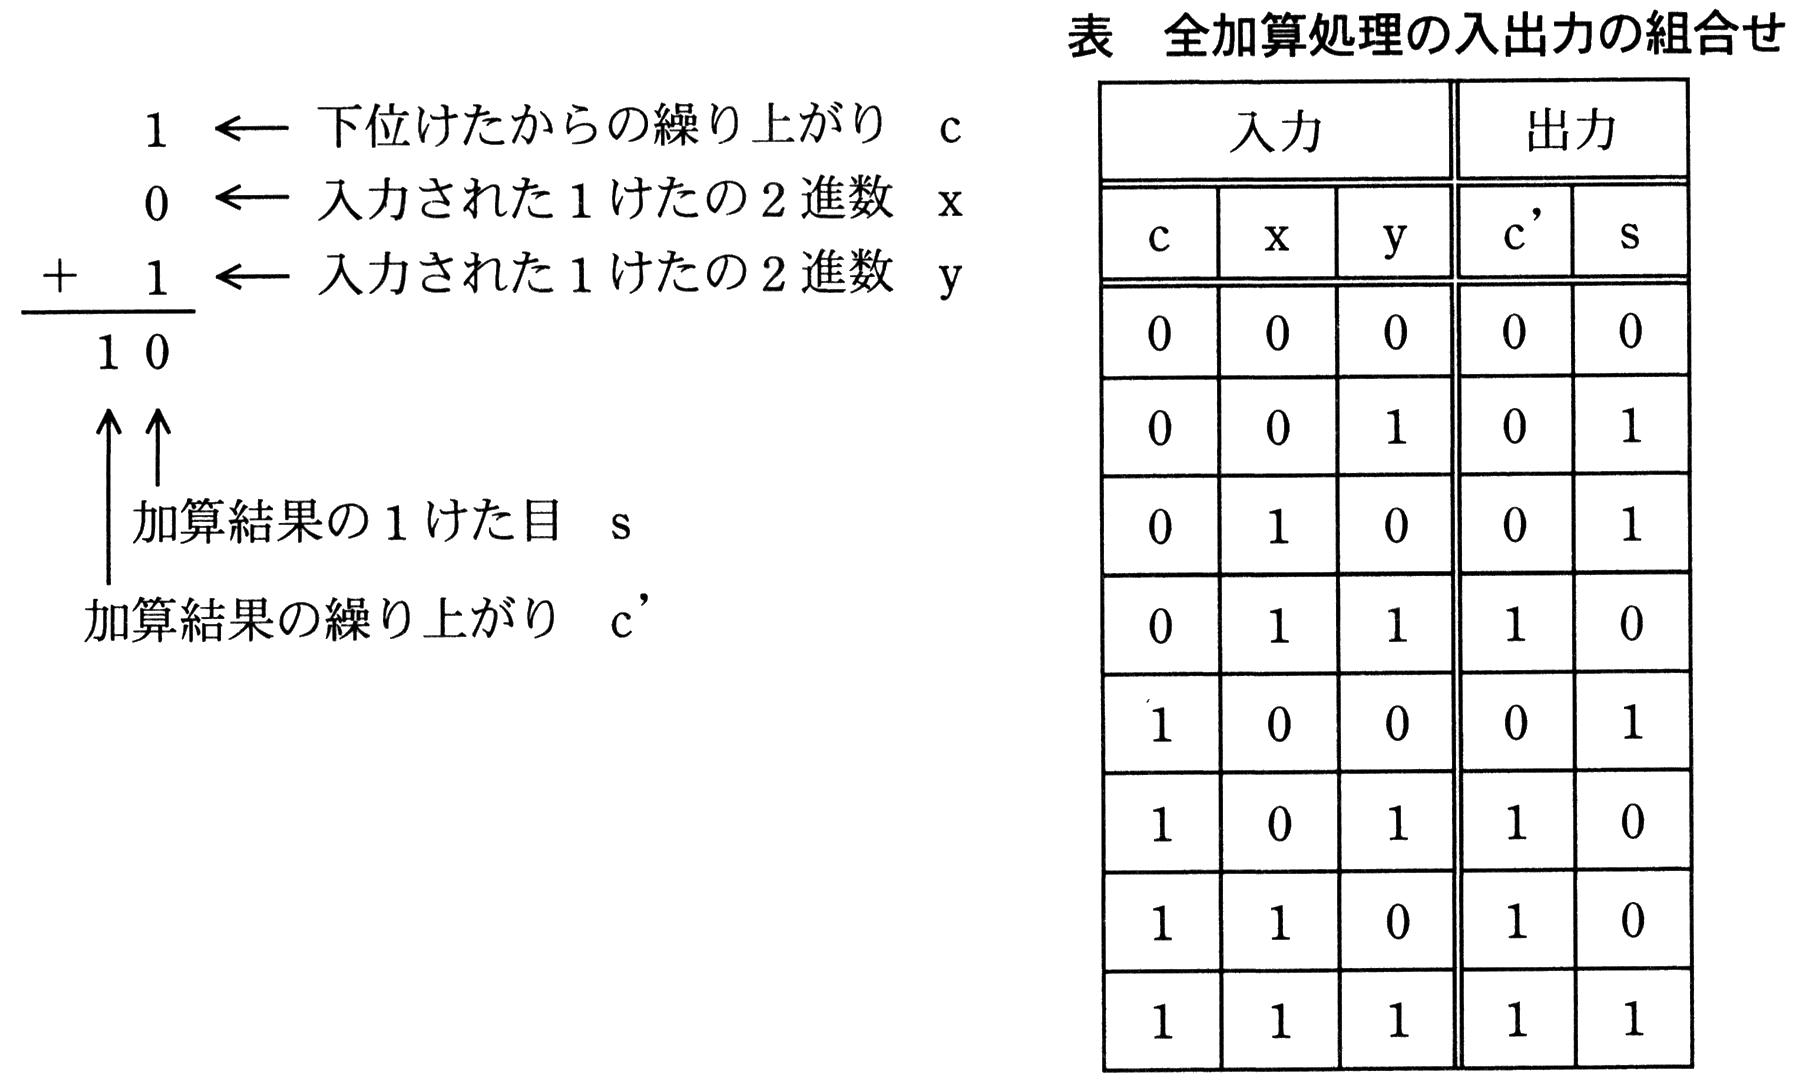 表　全加算処理の入出力の組合せ
1 ← 下位けたからの繰り上がり　c
0 ← 入力された1けたの2進数　x
＋ 1 ← 入力された1けたの2進数　y
1 0
加算結果の1けた目　s
加算結果の繰り上がり　c’
入力 出力
c x y c’ s
0 0 0 0 0
0 0 1 0 1
0 1 0 0 1
0 1 1 1 0
1 0 0 0 1
1 0 1 1 0
1 1 0 1 0
1 1 1 1 1